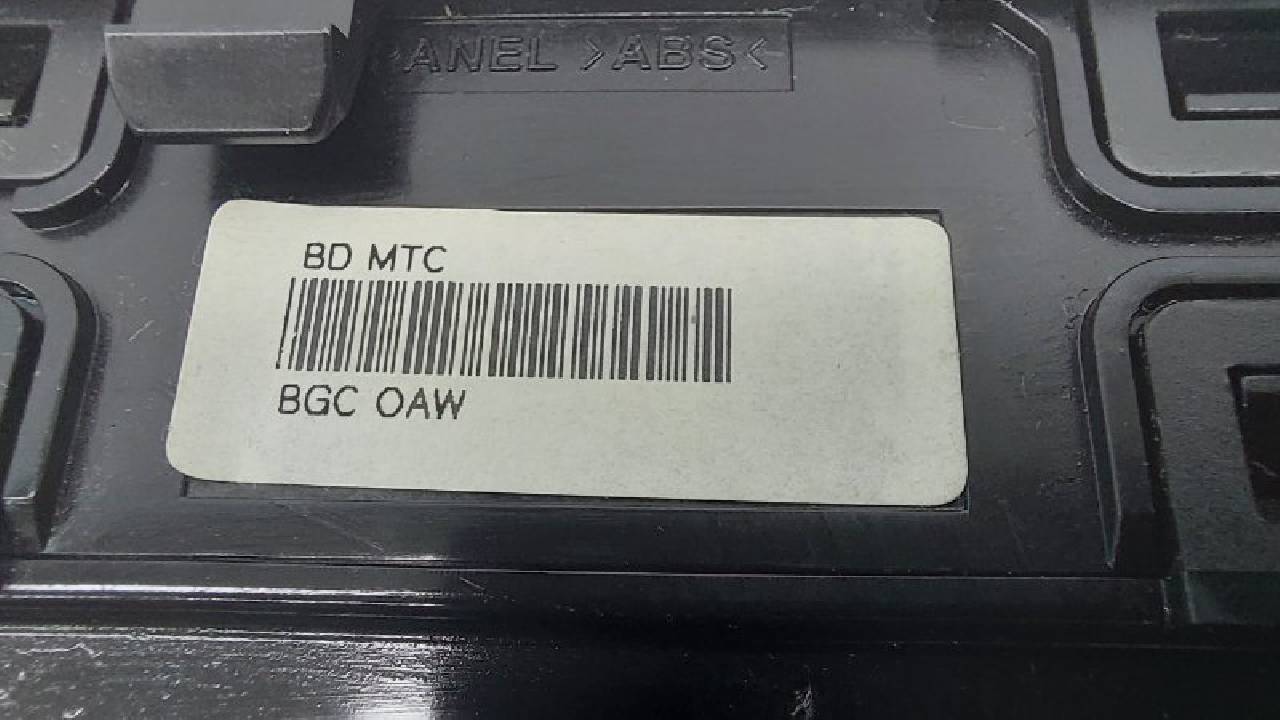 ANEL >ABS<
BD MTC
BGC OAW